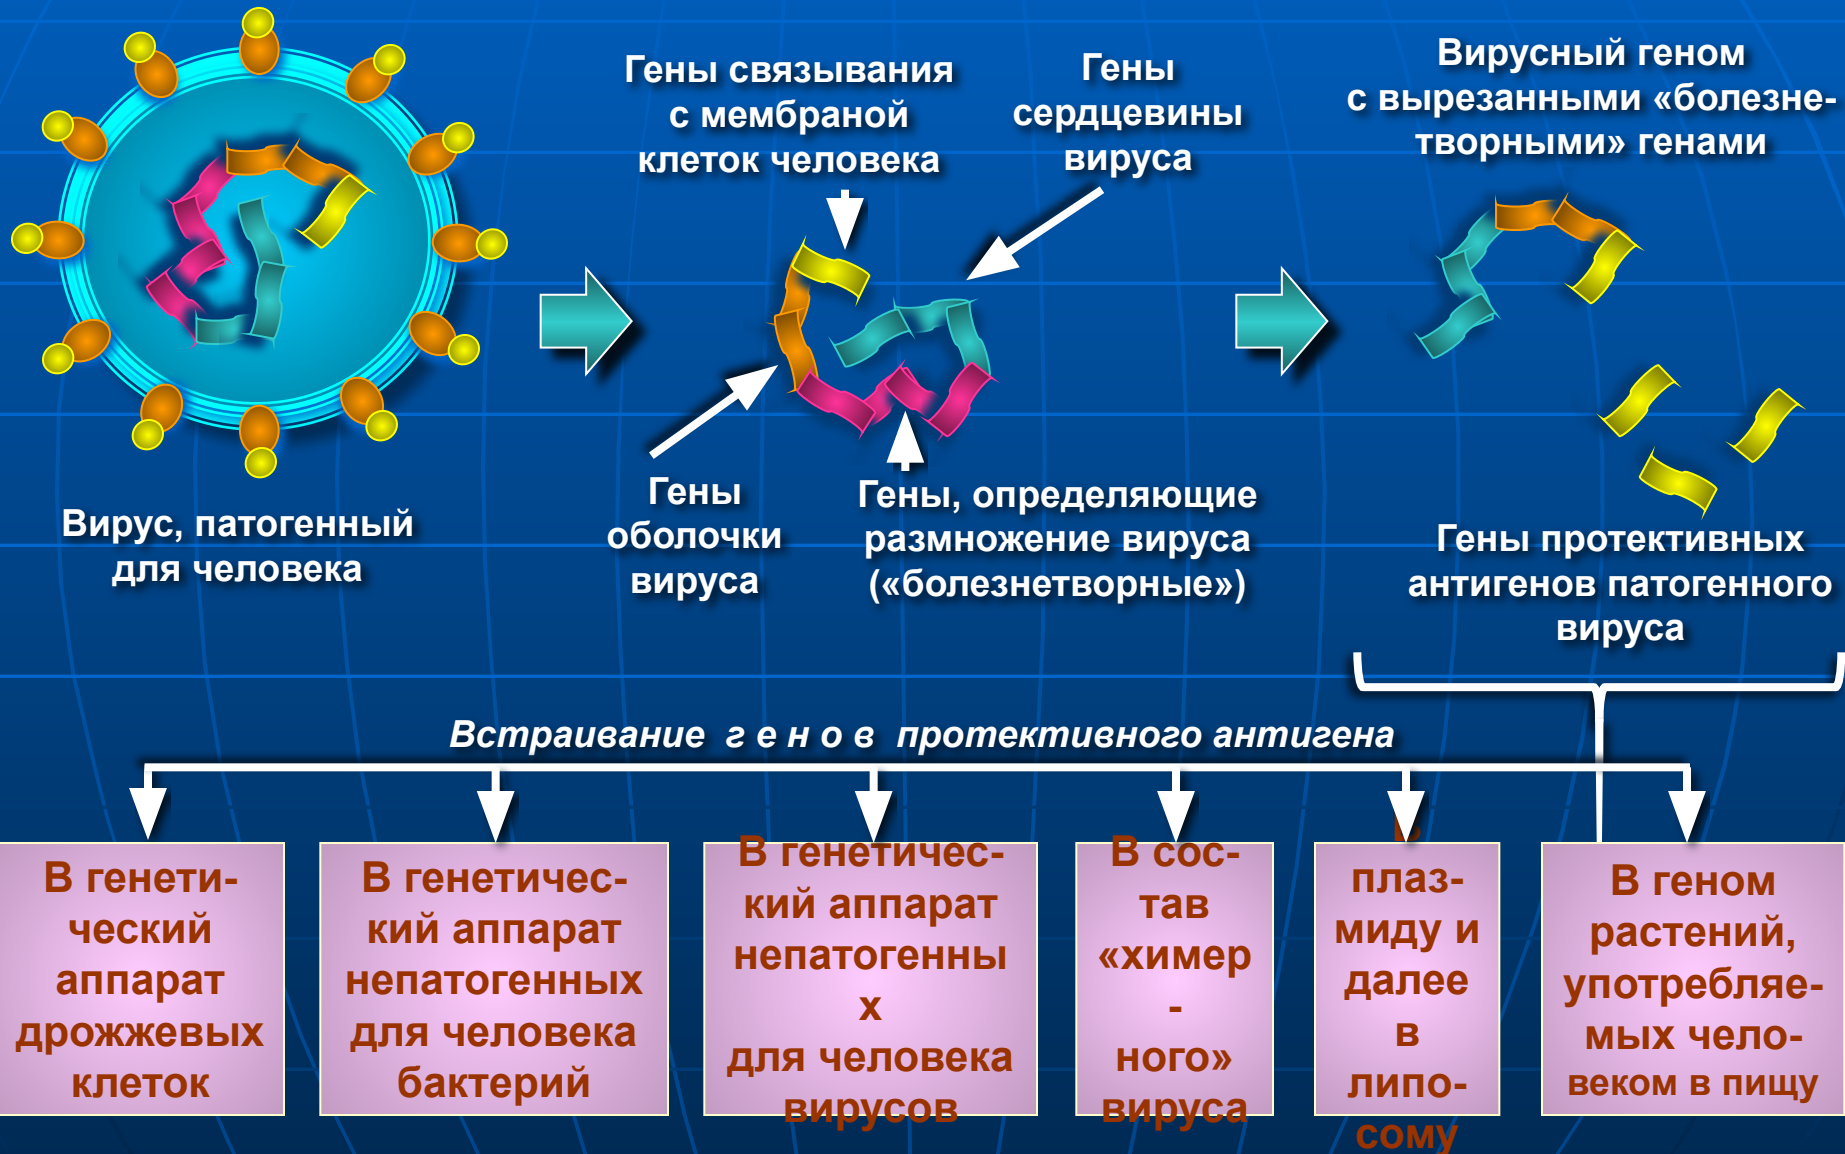 Гены связывания
с мембраной
клеток человека
Гены
сердцевины
вируса
Вирусный геном
с вырезанными «болезне-
творными» генами
Вирус, патогенный
для человека
Гены
оболочки
вируса
Гены, определяющие
размножение вируса
(«болезнетворные»)
Гены протективных
антигенов патогенного
вируса
Встраивание г е н о в протективного антигена
В генети-
ческий
аппарат
дрожжевых
клеток
В генетичес-
кий аппарат
непатогенных
для человека
бактерий
В генетичес-
кий аппарат
непатогенны
х
для человека
вирусов
В сос-
тав
«химер
-
ного»
вируса
В
плаз-
миду и
далее
в
липо-
сому
В геном
растений,
употребляе-
мых чело-
веком в пищу